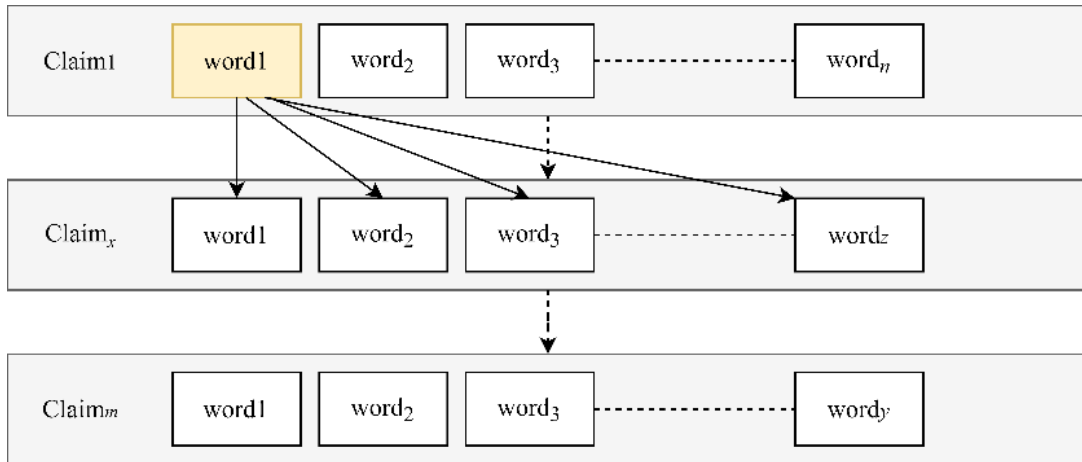 Claim1 word1 word₂ word₃ wordₙ
Claimₓ word1 word₂ word₃ wordz
Claimₘ word1 word₂ word₃ wordy